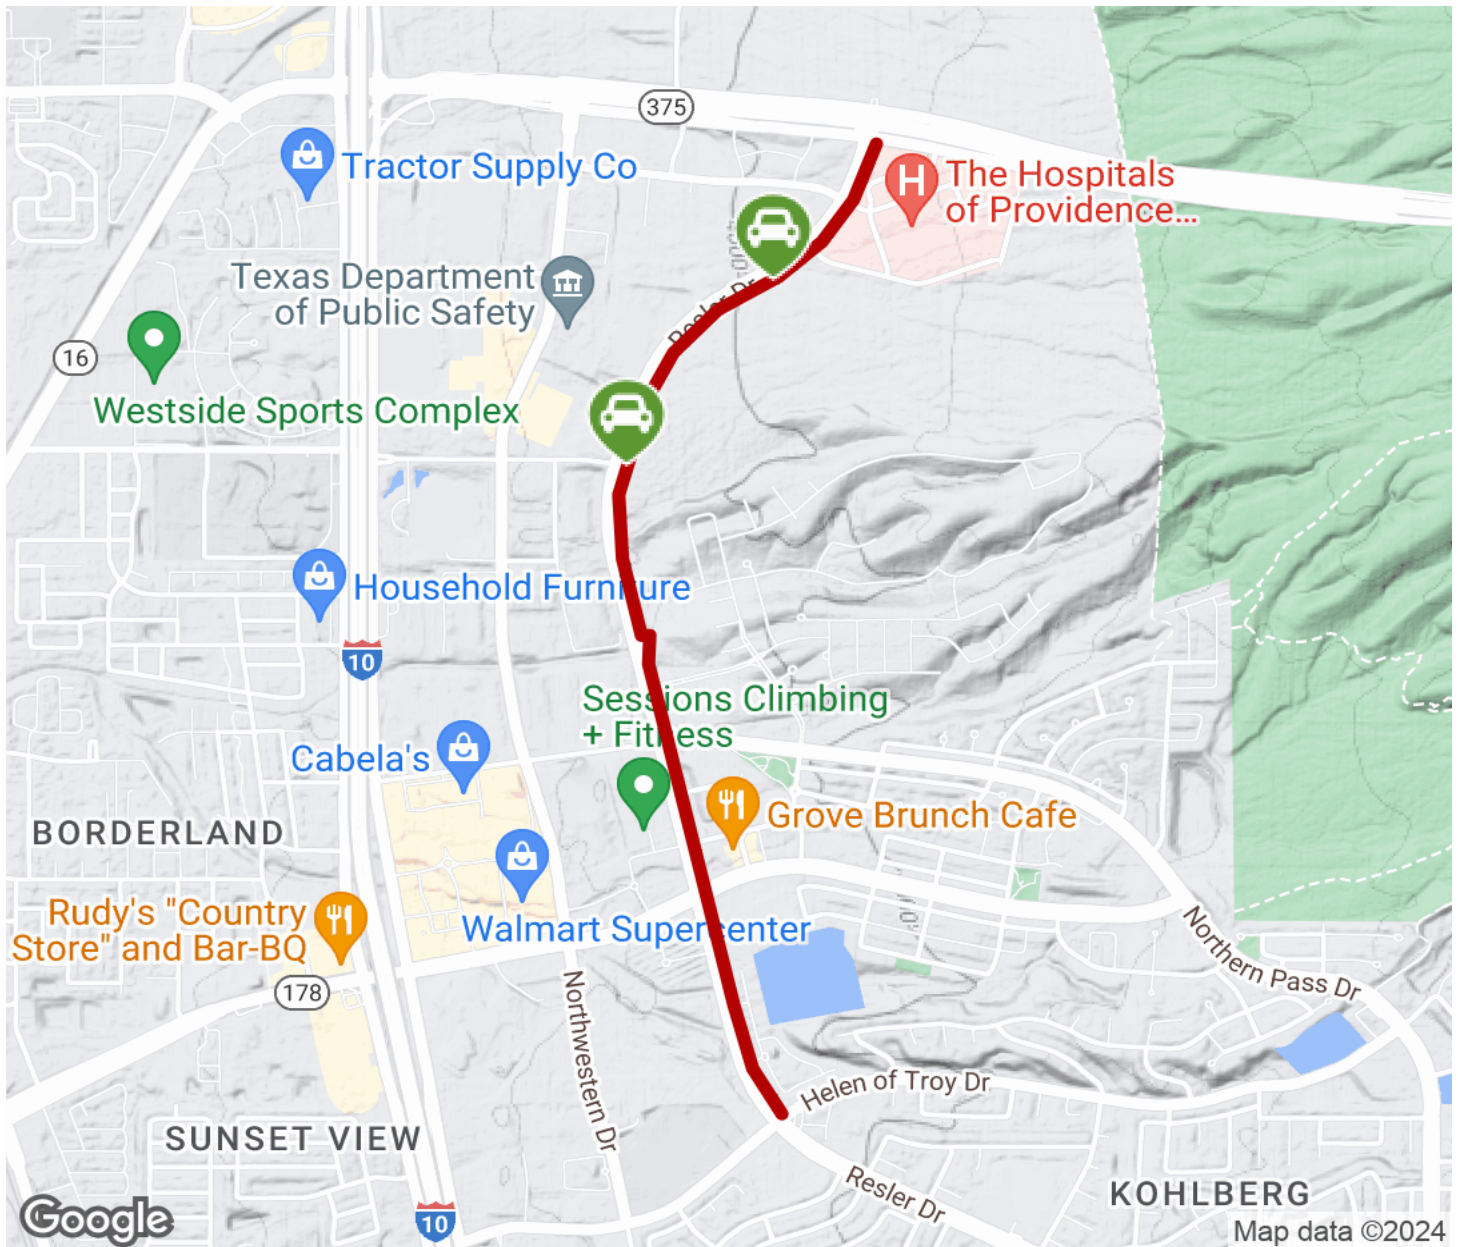 375
Tractor Supply Co
The Hospitals
of Providence...
Texas Department
of Public Safety
Resler Dr
16
Westside Sports Complex
Household Furniture
10
Sessions Climbing
+ Fitness
Cabela's
Grove Brunch Cafe
BORDERLAND
Rudy's "Country
Store" and Bar-BQ
Walmart Supercenter
178
Northern Pass Dr
Northwestern Dr
Helen of Troy Dr
SUNSET VIEW
Resler Dr
KOHLBERG
10
Google
Map data ©2024